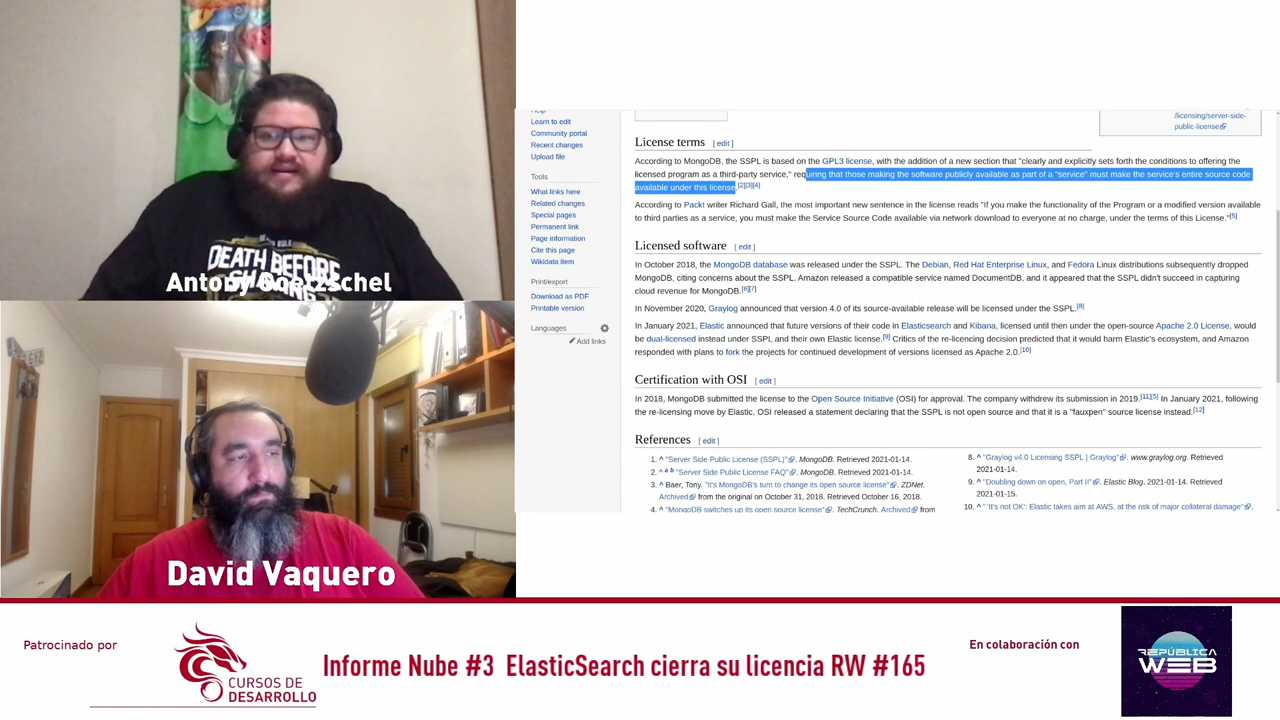 DEATH BEFORE
Antony Goetzschel
David Vaquero
Help
Learn to edit
Community portal
Recent changes
Upload file
Tools
What links here
Related changes
Special pages
Permanent link
Page information
Cite this page
Wikidata item
Print/export
Download as PDF
Printable version
Languages
Add links
/licensing/server-side-
public-license
License terms [ edit ]
According to MongoDB, the SSPL is based on the GPL3 license, with the addition of a new section that "clearly and explicitly sets forth the conditions to offering the
licensed program as a third-party service," requiring that those making the software publicly available as part of a "service" must make the service's entire source code
available under this license.[2][3][4]
According to Packt writer Richard Gall, the most important new sentence in the license reads "If you make the functionality of the Program or a modified version available
to third parties as a service, you must make the Service Source Code available via network download to everyone at no charge, under the terms of this License."[5]
Licensed software [ edit ]
In October 2018, the MongoDB database was released under the SSPL. The Debian, Red Hat Enterprise Linux, and Fedora Linux distributions subsequently dropped
MongoDB, citing concerns about the SSPL. Amazon released a compatible service named DocumentDB, and it appeared that the SSPL didn't succeed in capturing
cloud revenue for MongoDB.[6][7]
In November 2020, Graylog announced that version 4.0 of its source-available release will be licensed under the SSPL.[8]
In January 2021, Elastic announced that future versions of their code in Elasticsearch and Kibana, licensed until then under the open-source Apache 2.0 License, would
be dual-licensed instead under SSPL and their own Elastic license.[9] Critics of the re-licencing decision predicted that it would harm Elastic's ecosystem, and Amazon
responded with plans to fork the projects for continued development of versions licensed as Apache 2.0.[10]
Certification with OSI [ edit ]
In 2018, MongoDB submitted the license to the Open Source Initiative (OSI) for approval. The company withdrew its submission in 2019.[11][5] In January 2021, following
the re-licensing move by Elastic, OSI released a statement declaring that the SSPL is not open source and that it is a "fauxpen" source license instead.[12]
References [ edit ]
1. ^ "Server Side Public License (SSPL)". MongoDB. Retrieved 2021-01-14.
2. ^ a b "Server Side Public License FAQ". MongoDB. Retrieved 2021-01-14.
3. ^ Baer, Tony. "It's MongoDB's turn to change its open source license". ZDNet.
Archived from the original on October 31, 2018. Retrieved October 16, 2018.
4. ^ "MongoDB switches up its open source license". TechCrunch. Archived from
8. ^ "Graylog v4.0 Licensing SSPL | Graylog". www.graylog.org. Retrieved
2021-01-14.
9. ^ "Doubling down on open, Part II". Elastic Blog. 2021-01-14. Retrieved
2021-01-15.
10. ^ "'It's not OK': Elastic takes aim at AWS, at the risk of major collateral damage".
Patrocinado por
CURSOS DE
DESARROLLO
Informe Nube #3 ElasticSearch cierra su licencia RW #165
En colaboración con
REPÚBLICA
WEB